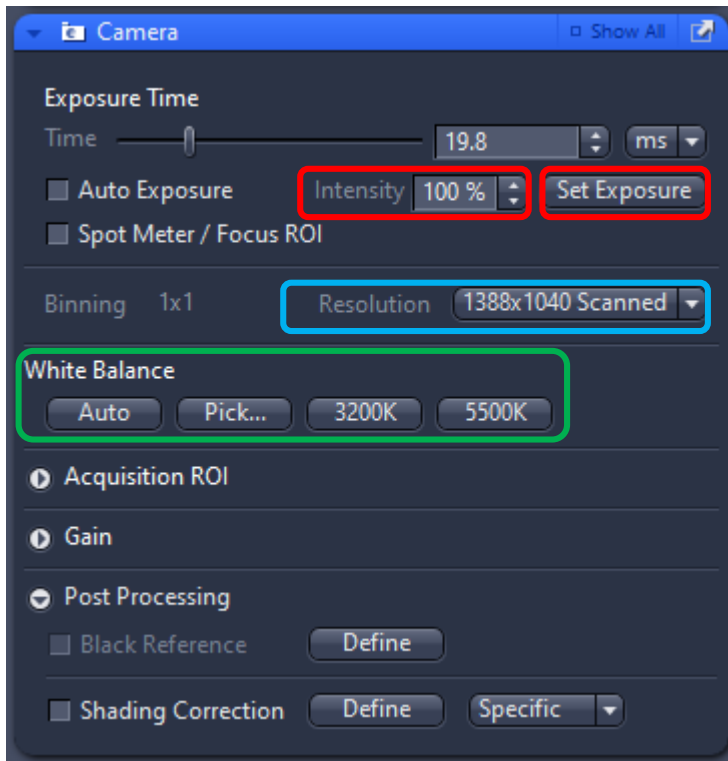 Camera Show All
Exposure Time
Time 19.8 ms
Auto Exposure Intensity 100 % Set Exposure
Spot Meter / Focus ROI
Binning 1x1 Resolution 1388x1040 Scanned
White Balance
Auto Pick... 3200K 5500K
Acquisition ROI
Gain
Post Processing
Black Reference Define
Shading Correction Define Specific